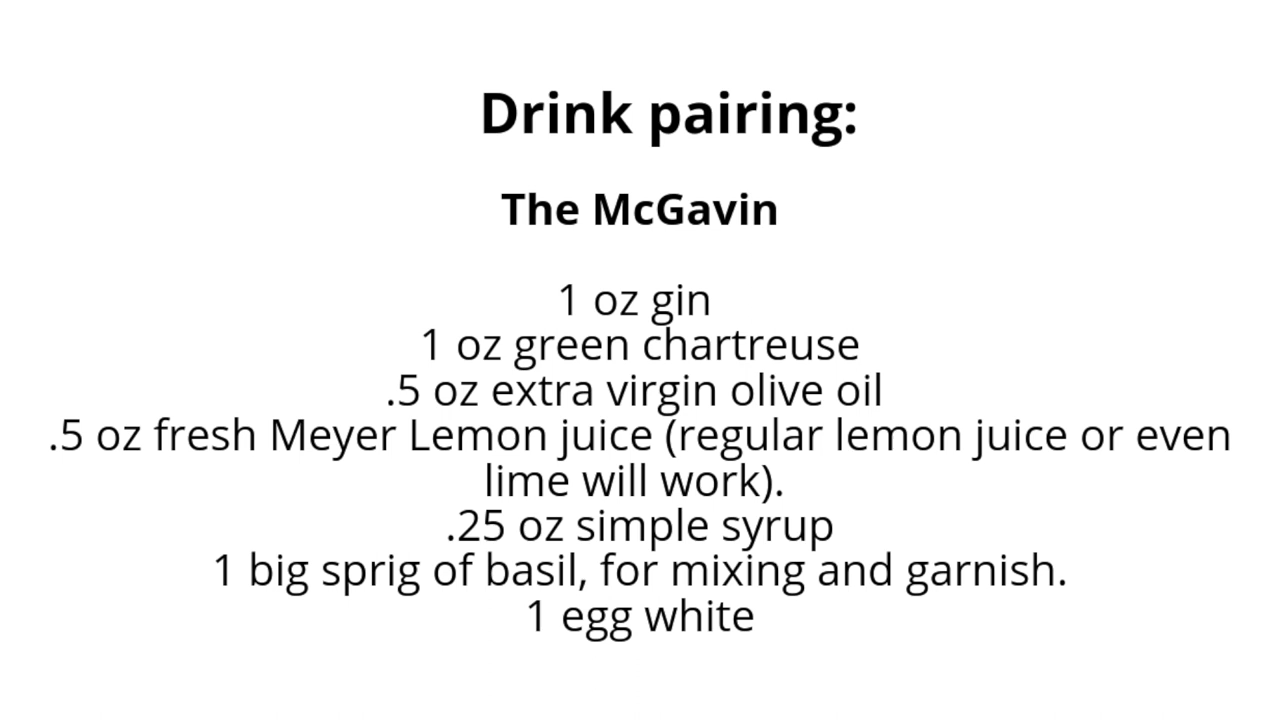 Drink pairing:
The McGavin
1 oz gin
1 oz green chartreuse
.5 oz extra virgin olive oil
.5 oz fresh Meyer Lemon juice (regular lemon juice or even
lime will work).
.25 oz simple syrup
1 big sprig of basil, for mixing and garnish.
1 egg white